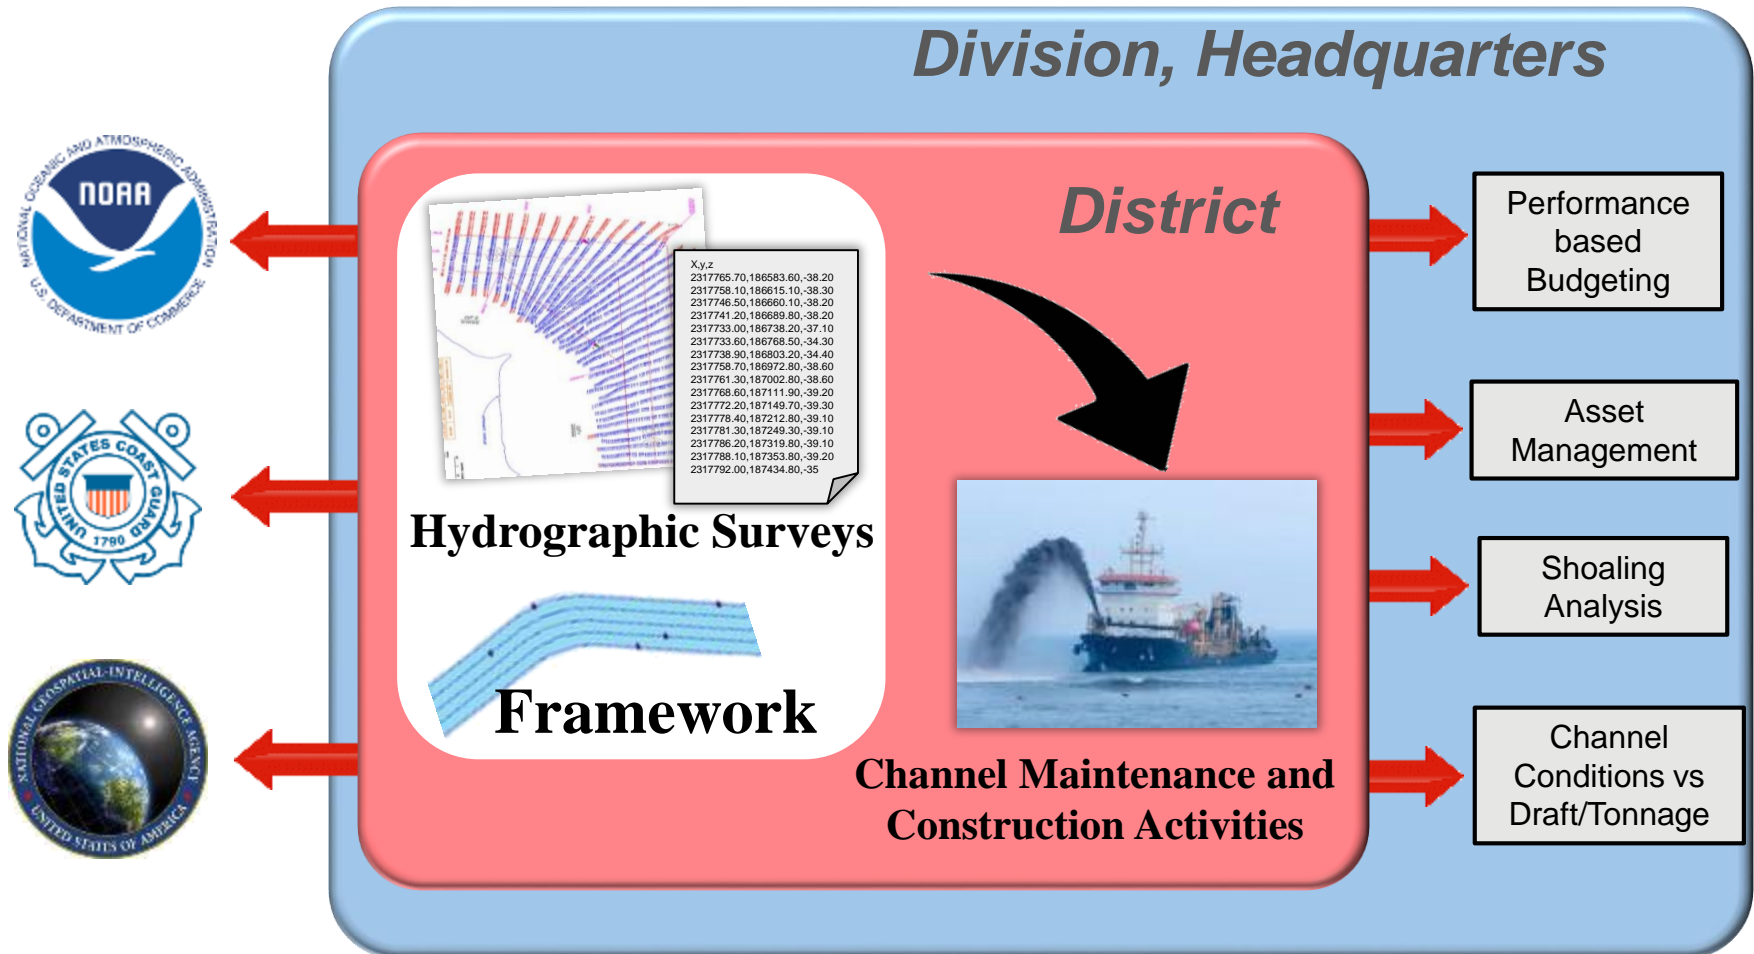 Division, Headquarters
District
NATIONAL OCEANIC AND ATMOSPHERIC ADMINISTRATION
NOAA
U.S. DEPARTMENT OF COMMERCE
UNITED STATES COAST GUARD
1790
NATIONAL GEOSPATIAL-INTELLIGENCE AGENCY
UNITED STATES OF AMERICA
X,y,z
2317765.70,186583.60,-38.20
2317758.10,186615.10,-38.30
2317746.50,186660.10,-38.20
2317741.20,186689.80,-38.20
2317733.00,186738.20,-37.10
2317733.60,186768.50,-34.30
2317738.90,186803.20,-34.40
2317758.70,186972.80,-38.60
2317761.30,187002.80,-38.60
2317768.60,187111.90,-39.20
2317772.20,187149.70,-39.30
2317778.40,187212.80,-39.10
2317781.30,187249.30,-39.10
2317786.20,187319.80,-39.10
2317788.10,187353.80,-39.20
2317792.00,187434.80,-35
Hydrographic Surveys
Framework
Channel Maintenance and
Construction Activities
Performance
based
Budgeting
Asset
Management
Shoaling
Analysis
Channel
Conditions vs
Draft/Tonnage